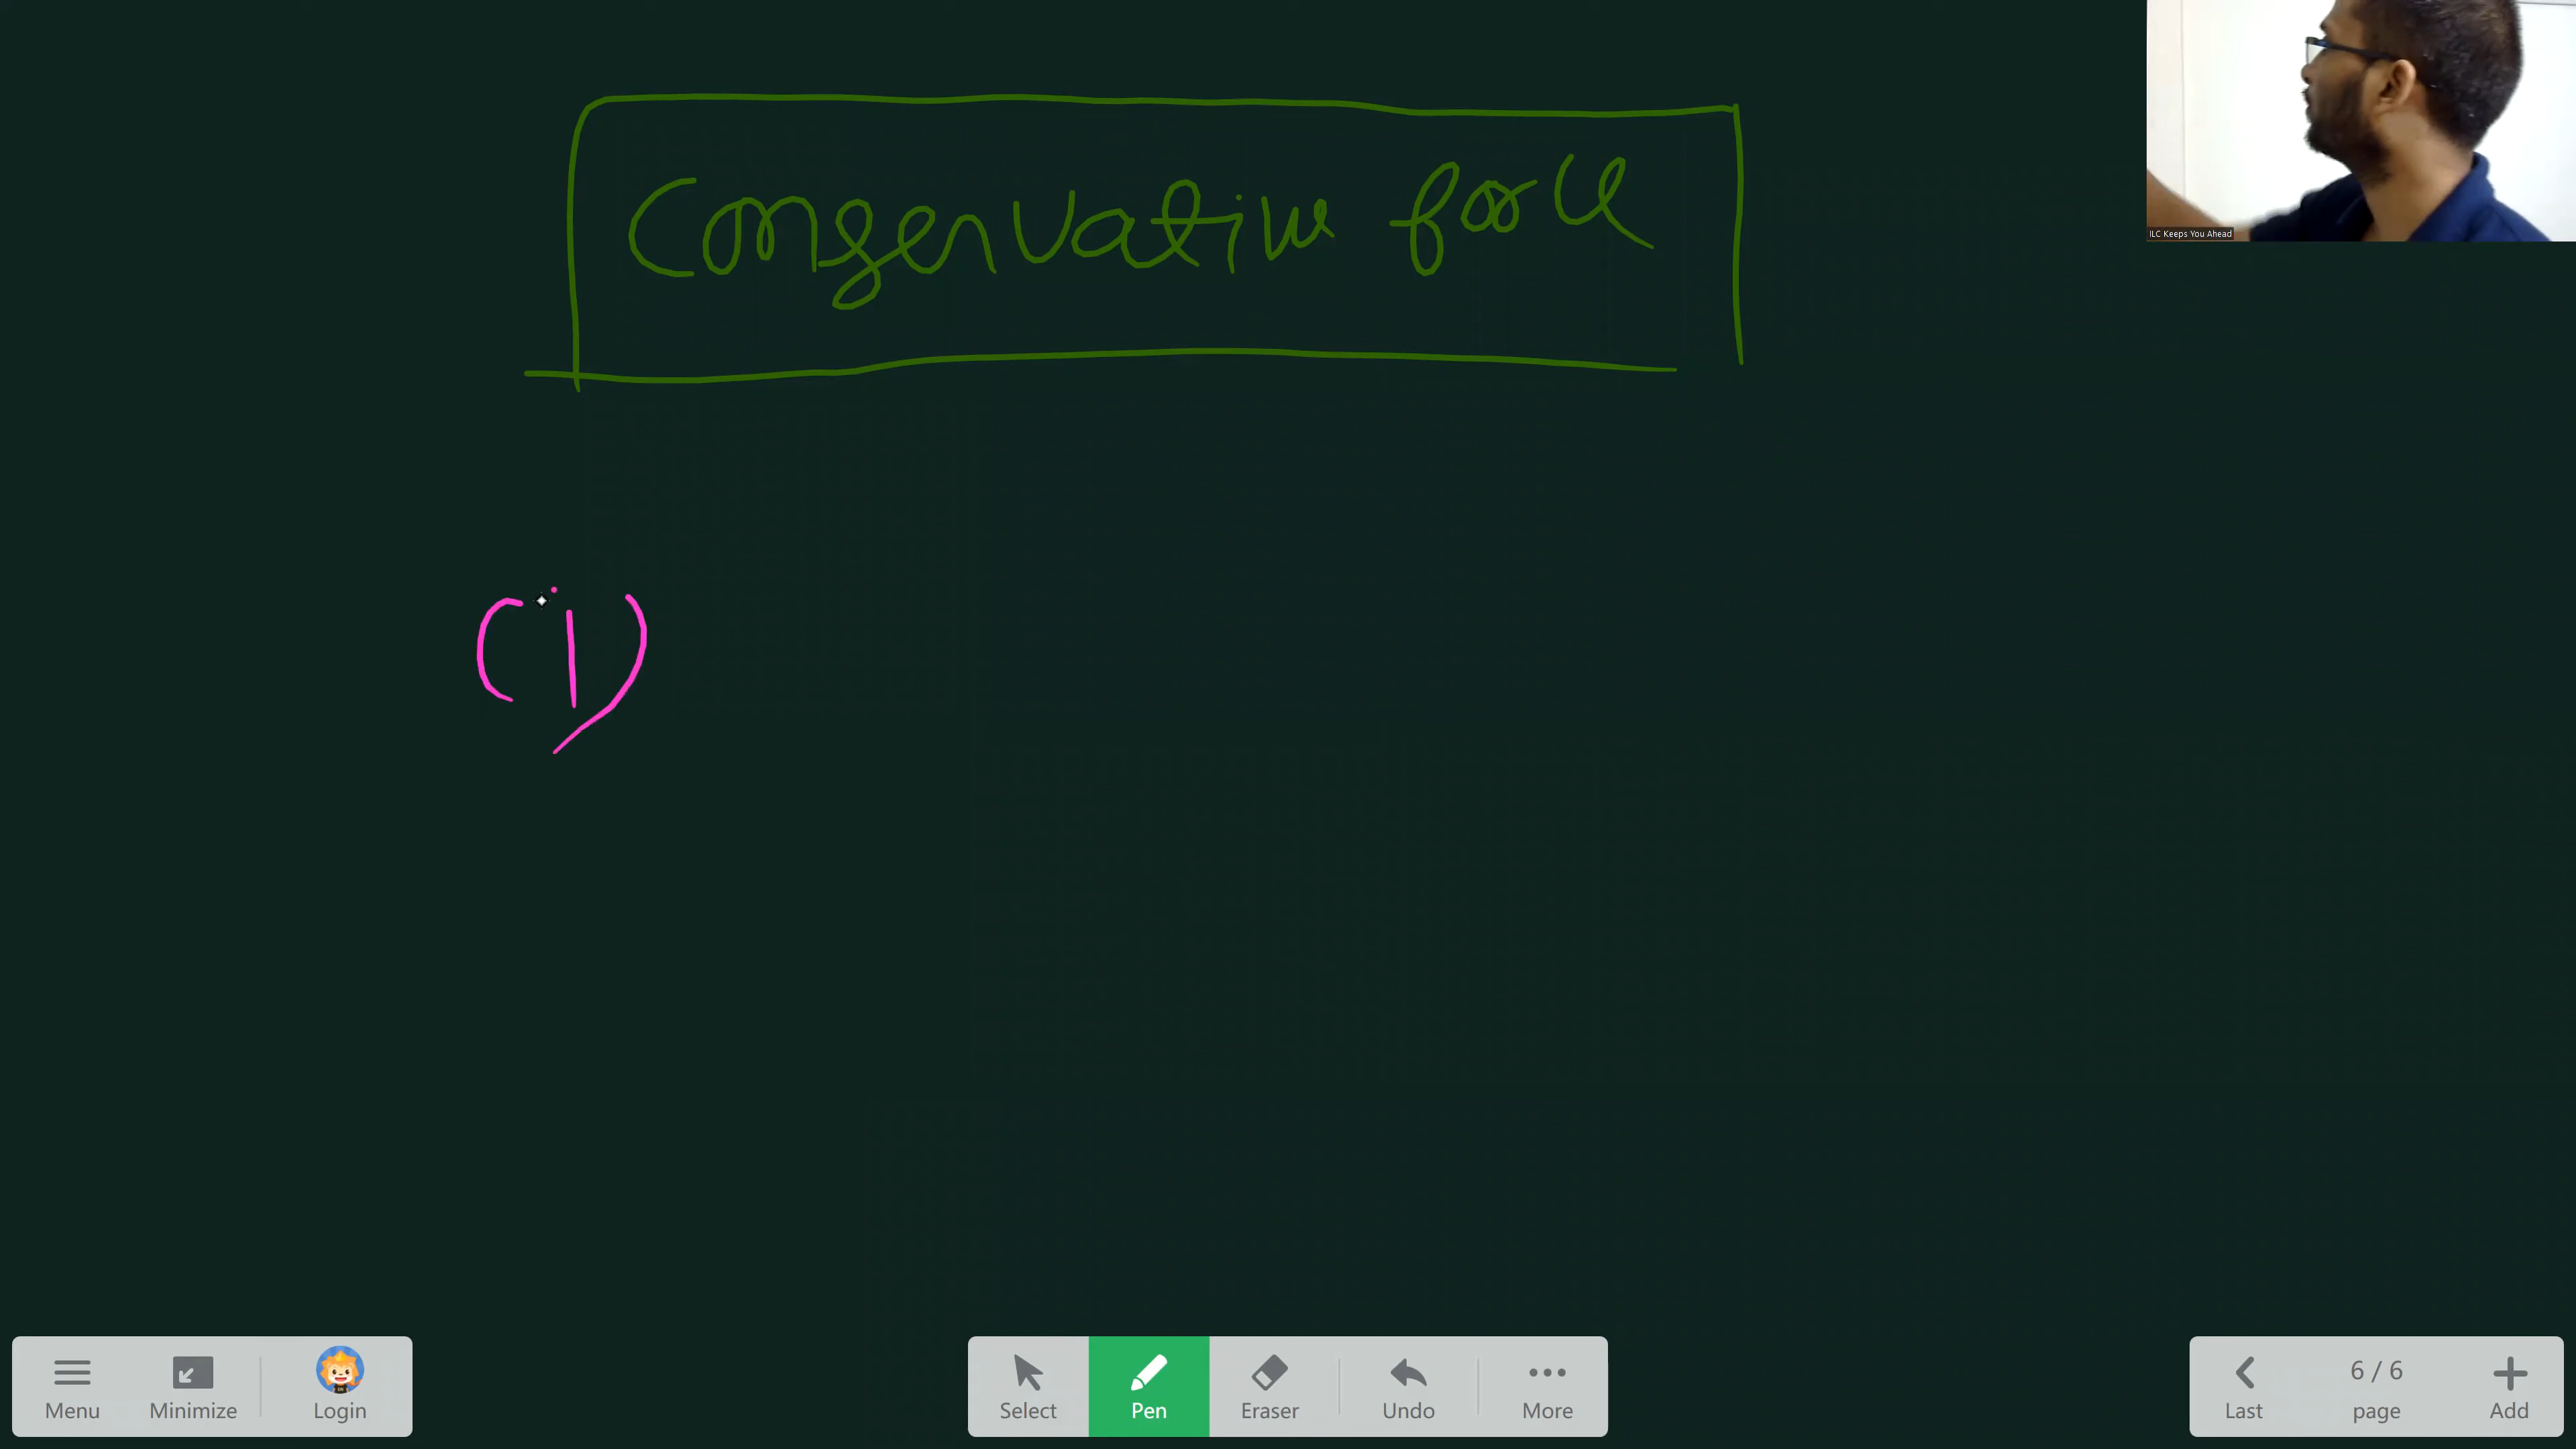 Conservative force
ILC Keeps You Ahead
(i)
Menu Minimize Login Select Pen Eraser Undo More Last 6 / 6 page Add